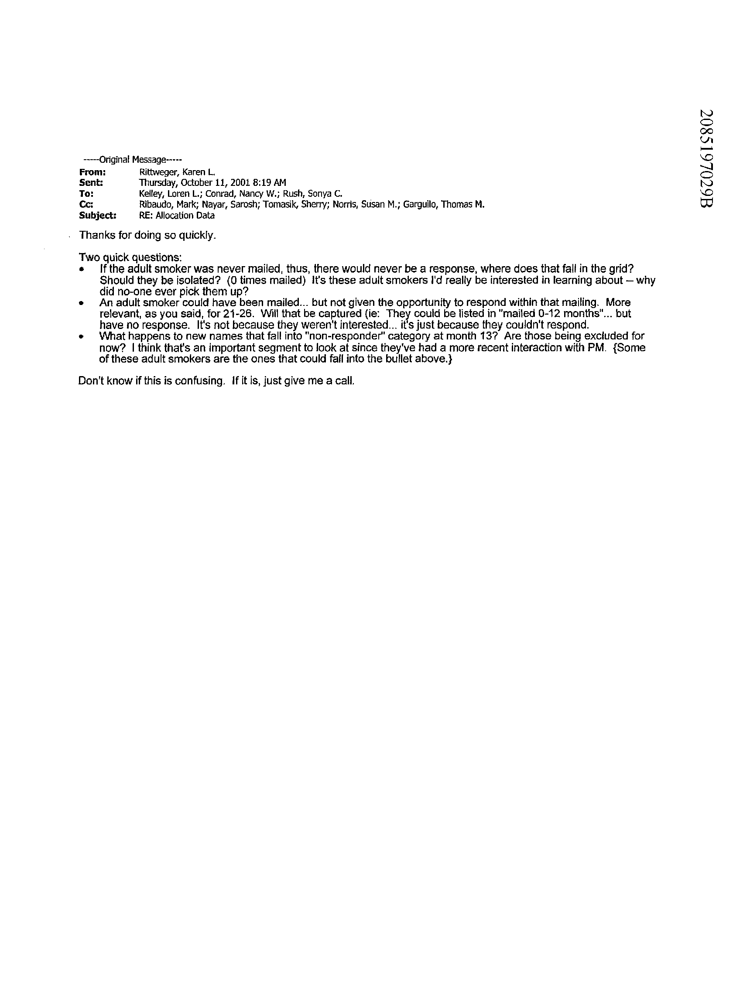 2085197029B
-----Original Message-----
From: Rittweger, Karen L.
Sent: Thursday, October 11, 2001 8:19 AM
To: Kelley, Loren L.; Conrad, Nancy W.; Rush, Sonya C.
Cc: Ribaudo, Mark; Nayar, Sarosh; Tomasik, Sherry; Norris, Susan M.; Gargullo, Thomas M.
Subject: RE: Allocation Data
Thanks for doing so quickly.
Two quick questions:
• If the adult smoker was never mailed, thus, there would never be a response, where does that fall in the grid?
Should they be isolated? (0 times mailed) It's these adult smokers I'd really be interested in learning about – why
did no-one ever pick them up?
• An adult smoker could have been mailed... but not given the opportunity to respond within that mailing. More
relevant, as you said, for 21-26. Will that be captured (ie: They could be listed in "mailed 0-12 months"... but
have no response. It's not because they weren't interested... it's just because they couldn't respond.
• What happens to new names that fall into "non-responder" category at month 13? Are those being excluded for
now? I think that's an important segment to look at since they've had a more recent interaction with PM. {Some
of these adult smokers are the ones that could fall into the bullet above.}
Don't know if this is confusing. If it is, just give me a call.